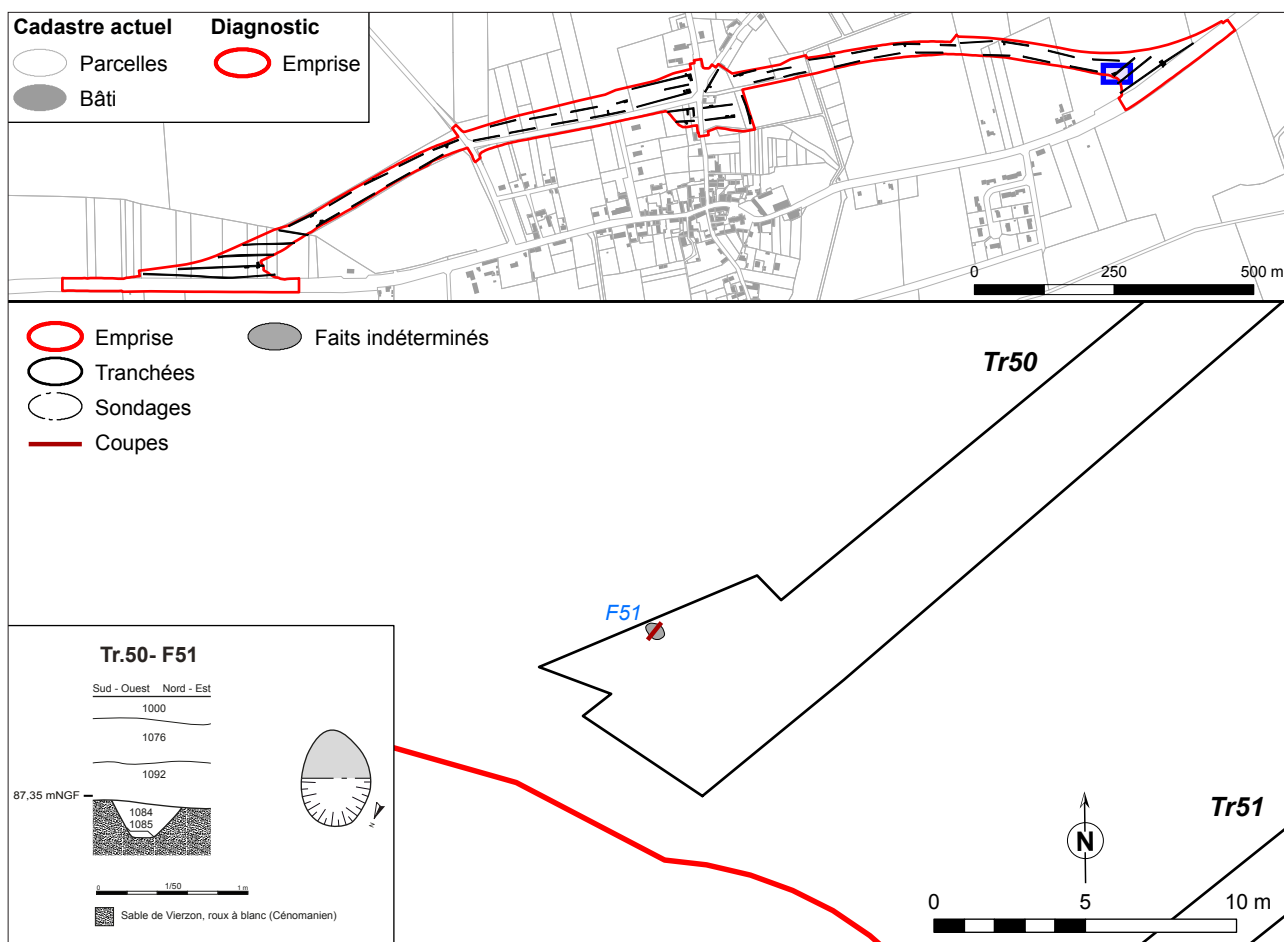 Cadastre actuel Diagnostic
Parcelles Emprise
Bâti
0 250 500 m
Emprise Faits indéterminés
Tranchées
Sondages
Coupes
Tr50
F51
Tr51
Tr.50- F51
Sud - Ouest Nord - Est
1000
1076
1092
87,35 mNGF
1084
1085
N
0 1/50 1 m
Sable de Vierzon, roux à blanc (Cénomanien)
N
0 5 10 m